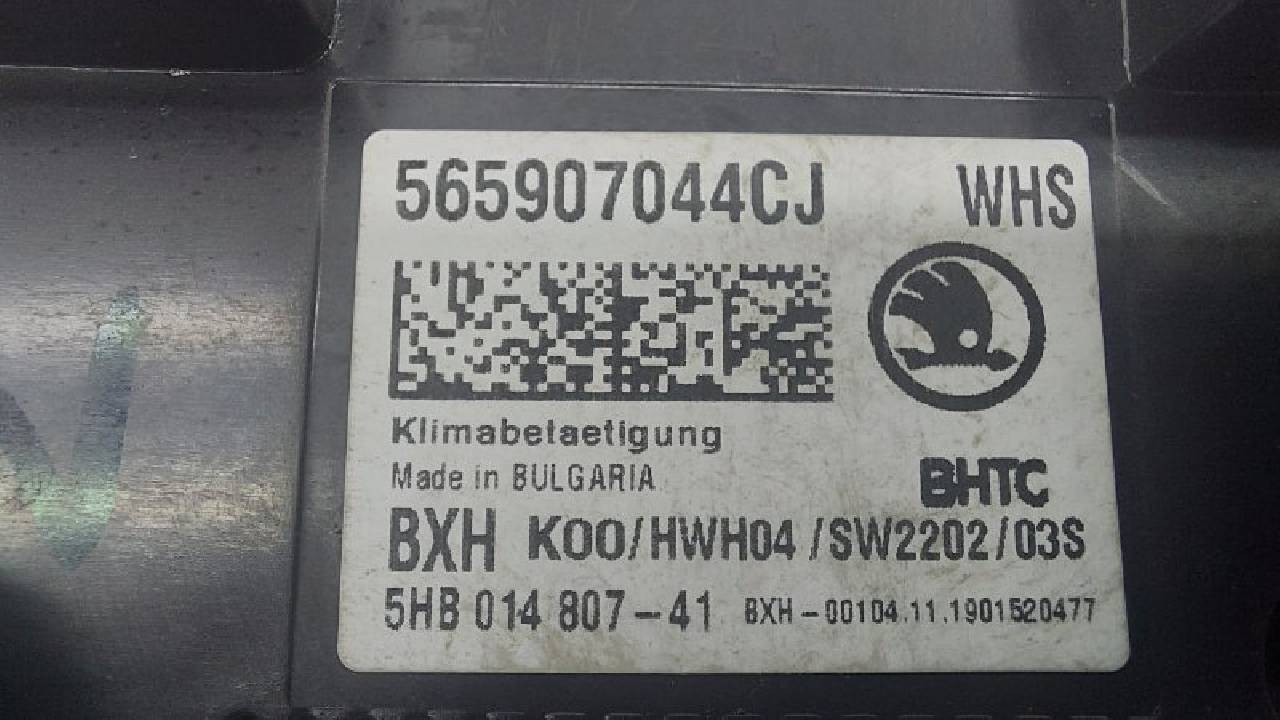 565907044CJ WHS
Klimabetaetigung
Made in BULGARIA
BHTC
BXH K00/HWH04/SW2202/03S
5HB 014 807-41 BXH-00104.11.1901520477